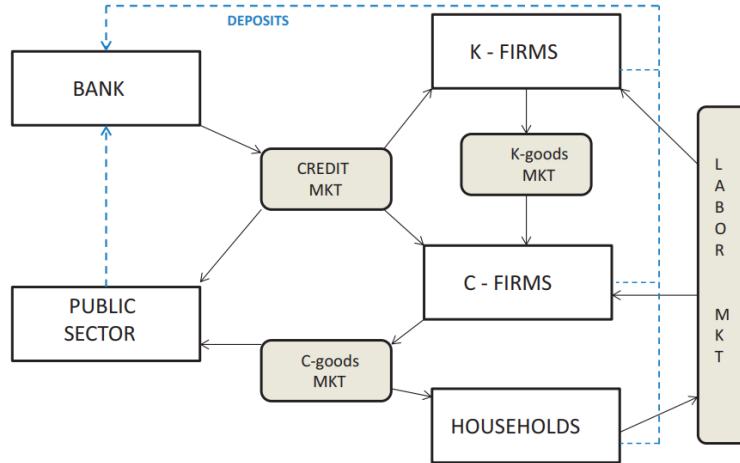 DEPOSITS
K - FIRMS
BANK
CREDIT
MKT
K-goods
MKT
L
A
B
O
R
M
K
T
C - FIRMS
PUBLIC
SECTOR
C-goods
MKT
HOUSEHOLDS